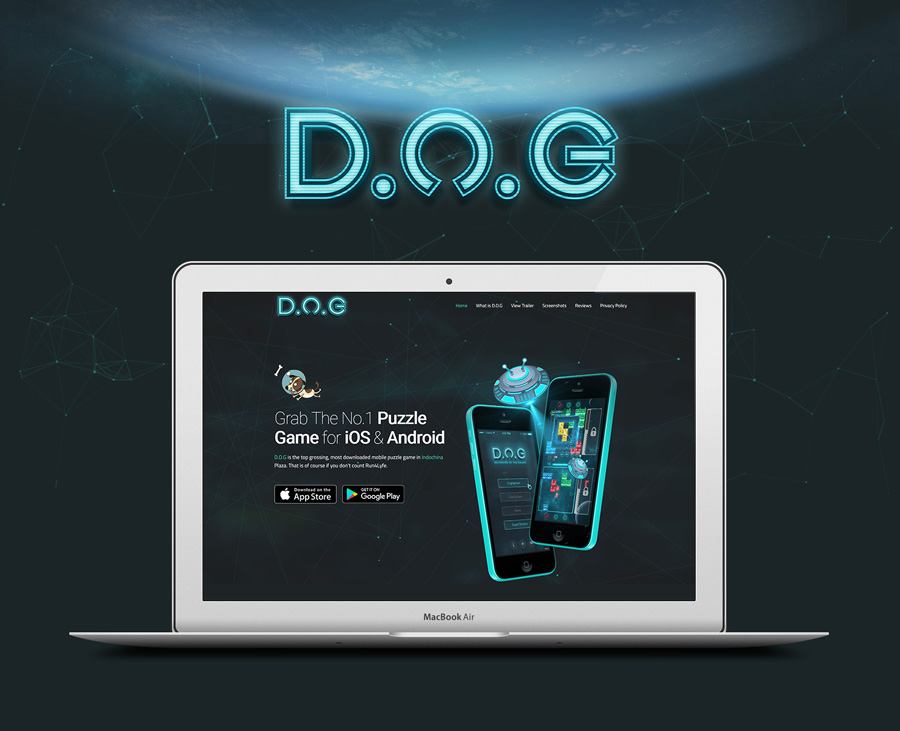 D.O.G
D.O.G
Home What is D.O.G View Trailer Screenshots Reviews Privacy Policy
Grab The No.1 Puzzle
Game for iOS & Android
D.O.G is the top grossing, most downloaded mobile puzzle game in Indochina
Plaza. That is of course if you don't count Run4Lyfe.
Download on the
App Store
GET IT ON
Google Play
D.O.G
MacBook Air